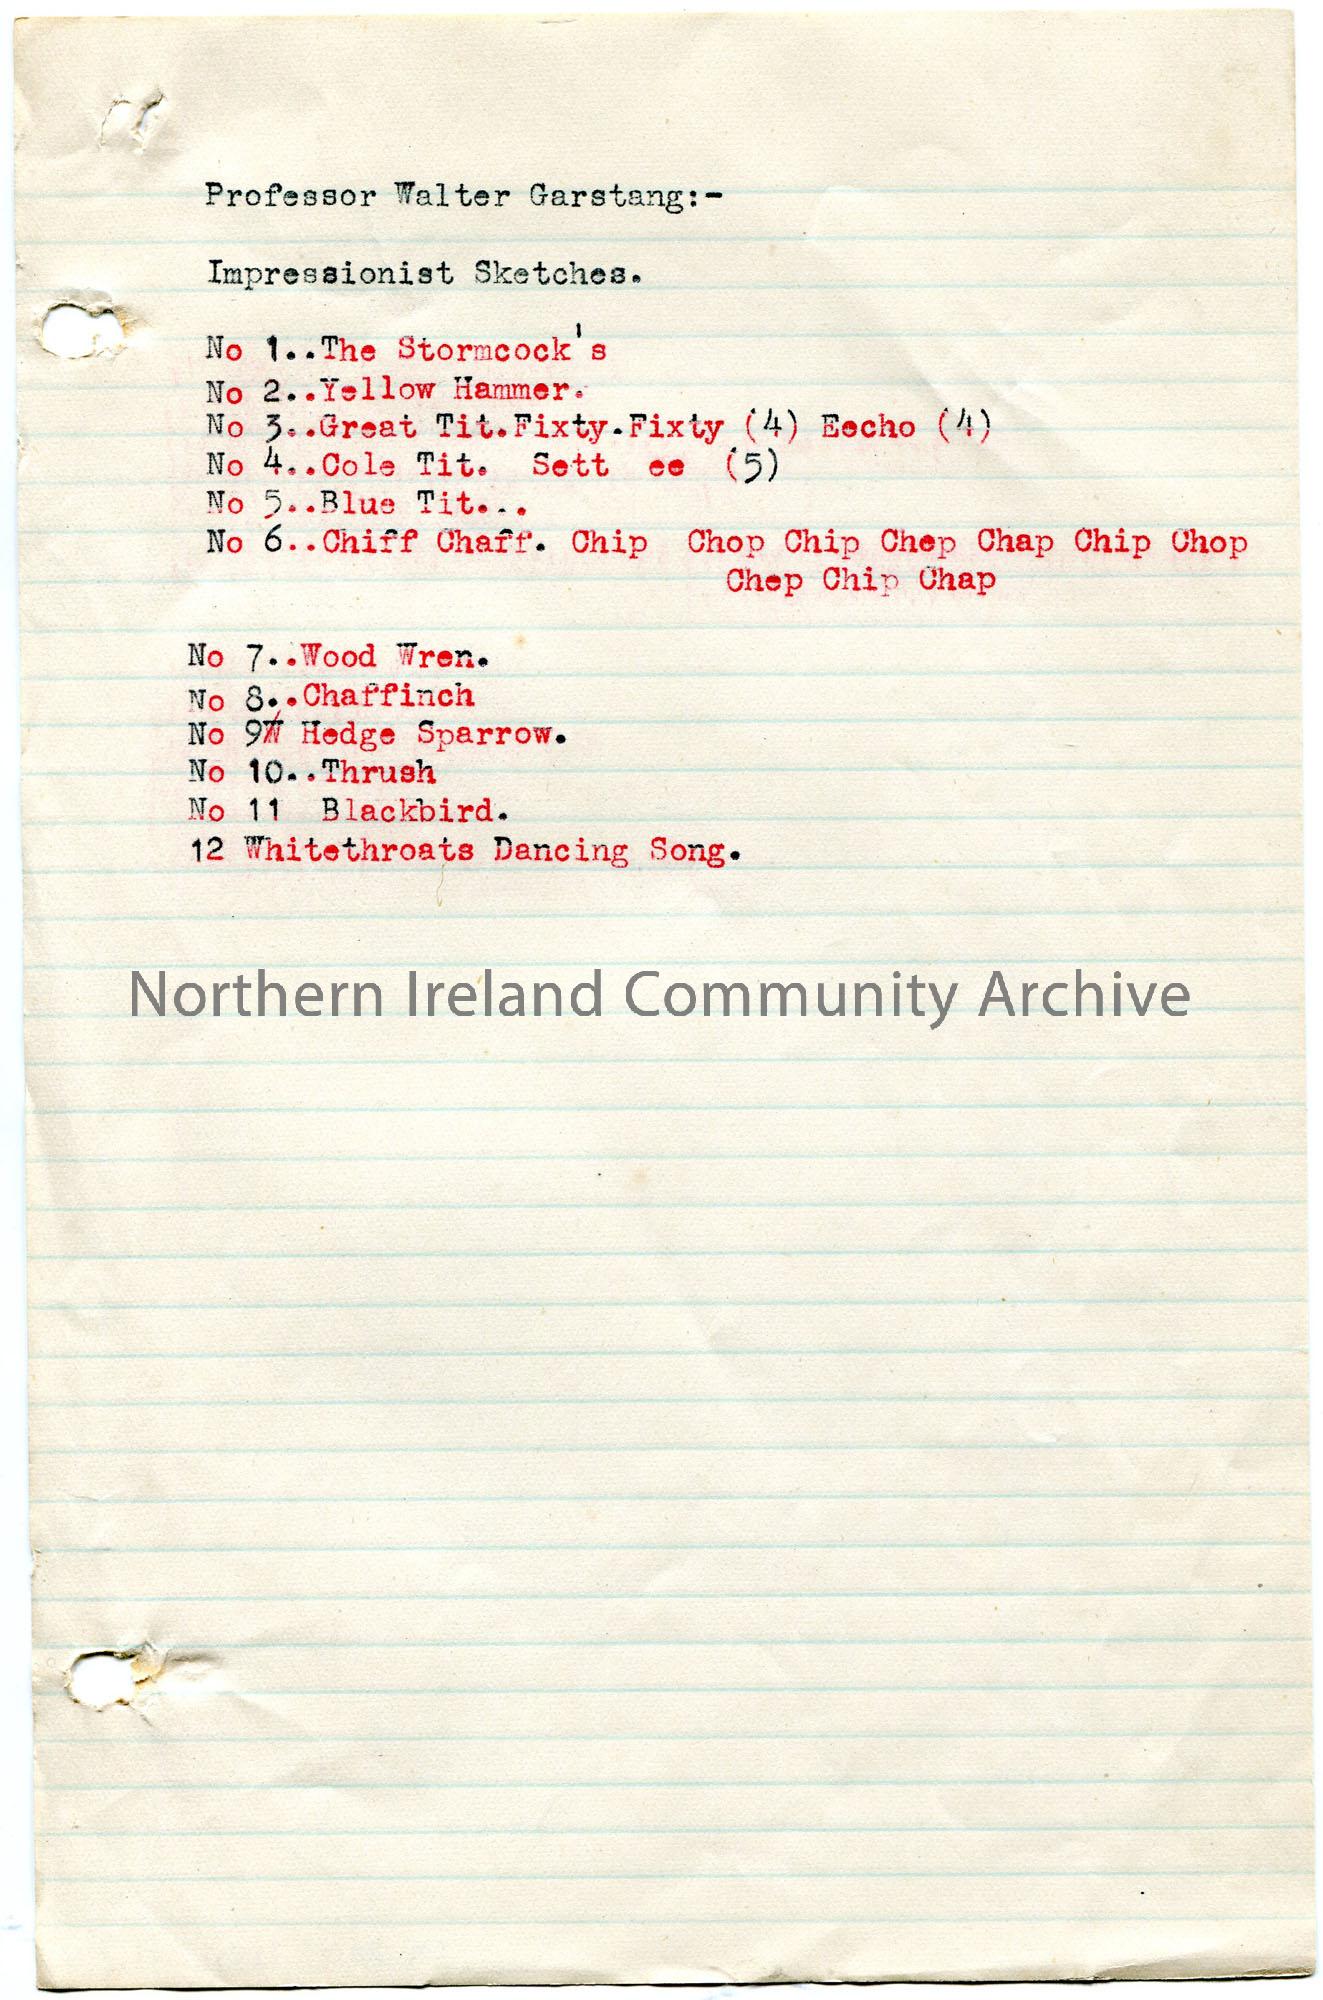 Professor Walter Garstang:-
Impressionist Sketches.
No 1..The Stormcock's
No 2..Yellow Hammer.
No 3..Great Tit.Fixty.Fixty (4) Eecho (4)
No 4..Cole Tit. Sett ee (5)
No 5..Blue Tit...
No 6..Chiff Chaff. Chip Chop Chip Chep Chap Chip Chop
Chep Chip Chap
No 7..Wood Wren.
No 8..Chaffinch
No 9 Hedge Sparrow.
No 10..Thrush
No 11 Blackbird.
12 Whitethroats Dancing Song.
Northern Ireland Community Archive